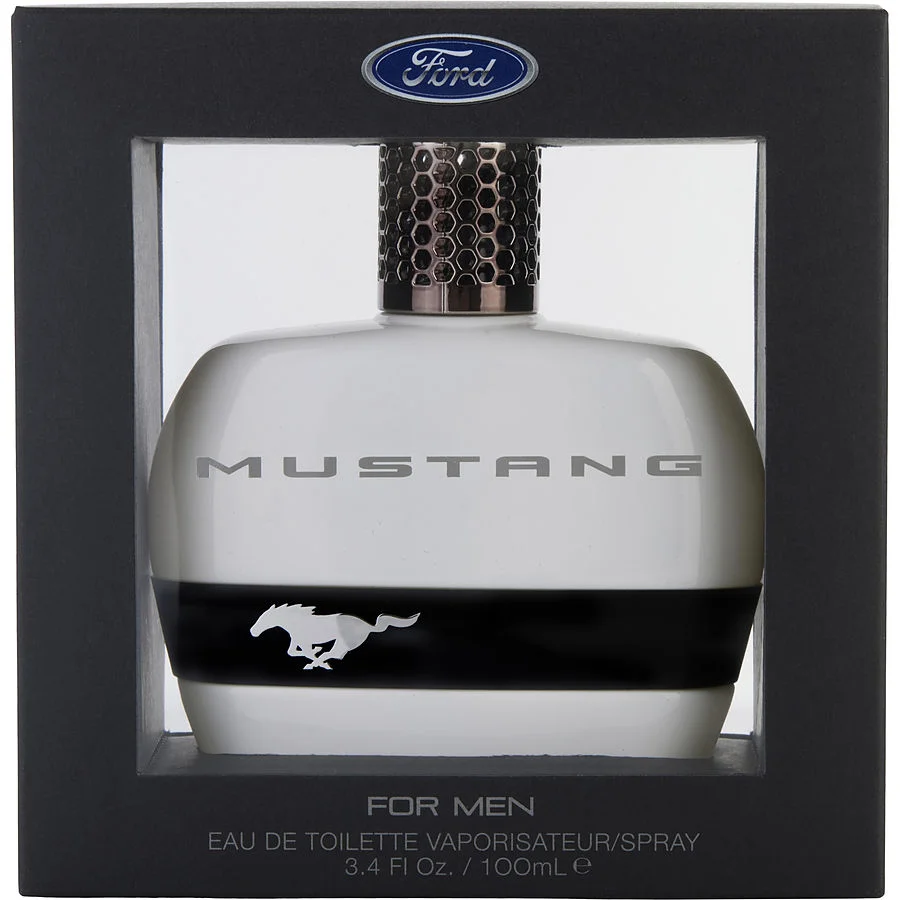 Ford
MUSTANG
FOR MEN
EAU DE TOILETTE VAPORISATEUR/SPRAY
3.4 Fl Oz. / 100mL ℮